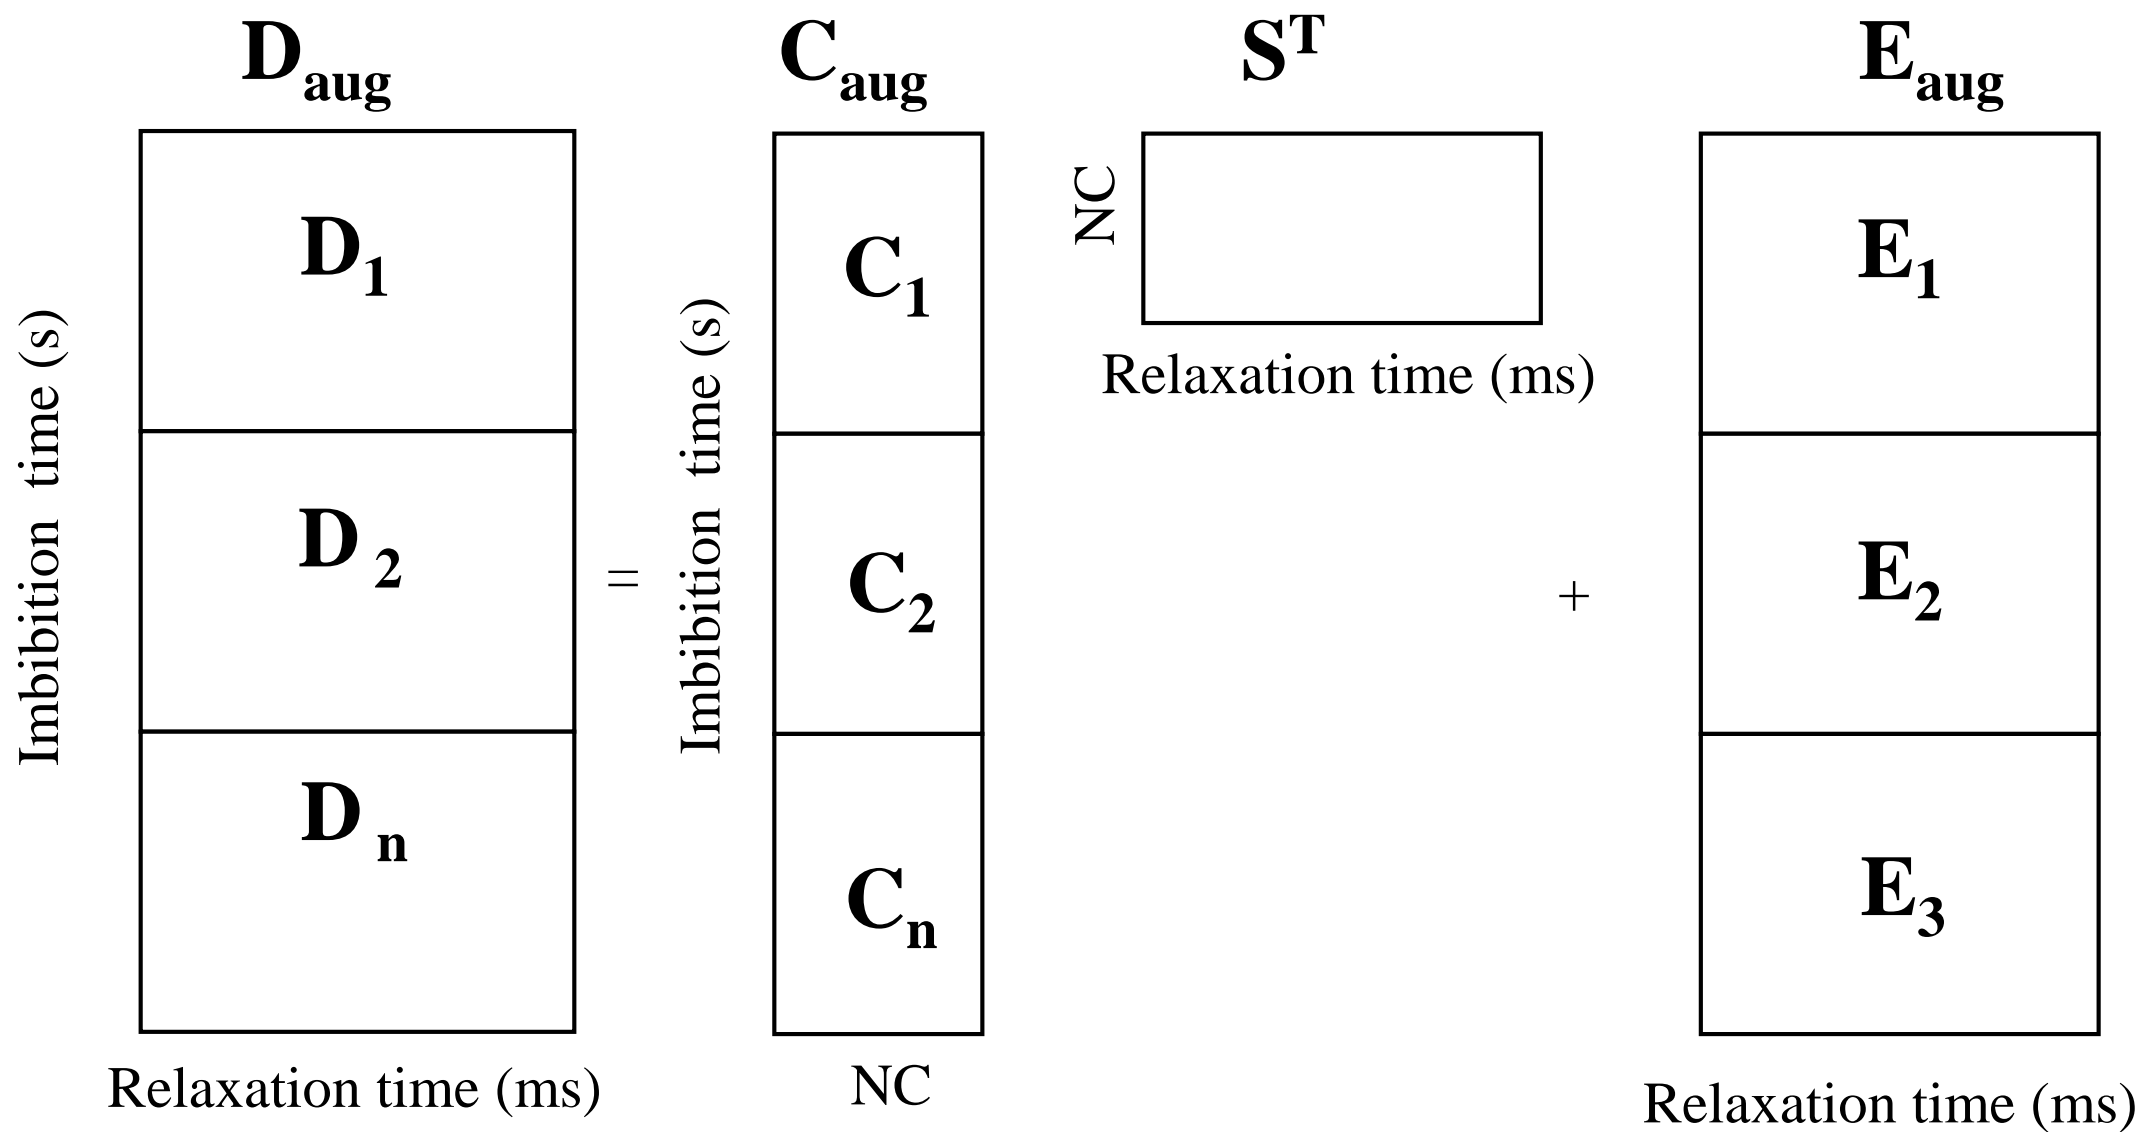 D_aug
C_aug
S^T
E_aug
Imbibition time (s)
D_1
D_2
D_n
Relaxation time (ms)
=
Imbibition time (s)
C_1
C_2
C_n
NC
NC
Relaxation time (ms)
+
E_1
E_2
E_3
Relaxation time (ms)